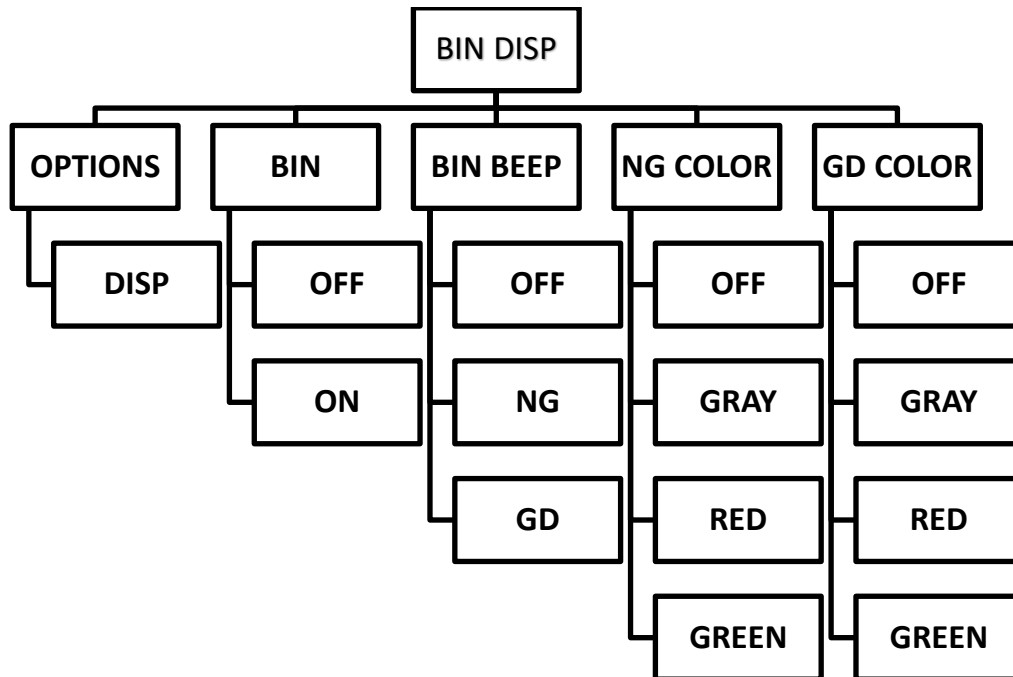 BIN DISP
OPTIONS
BIN
BIN BEEP
NG COLOR
GD COLOR
DISP
OFF
OFF
OFF
OFF
ON
NG
GRAY
GRAY
GD
RED
RED
GREEN
GREEN